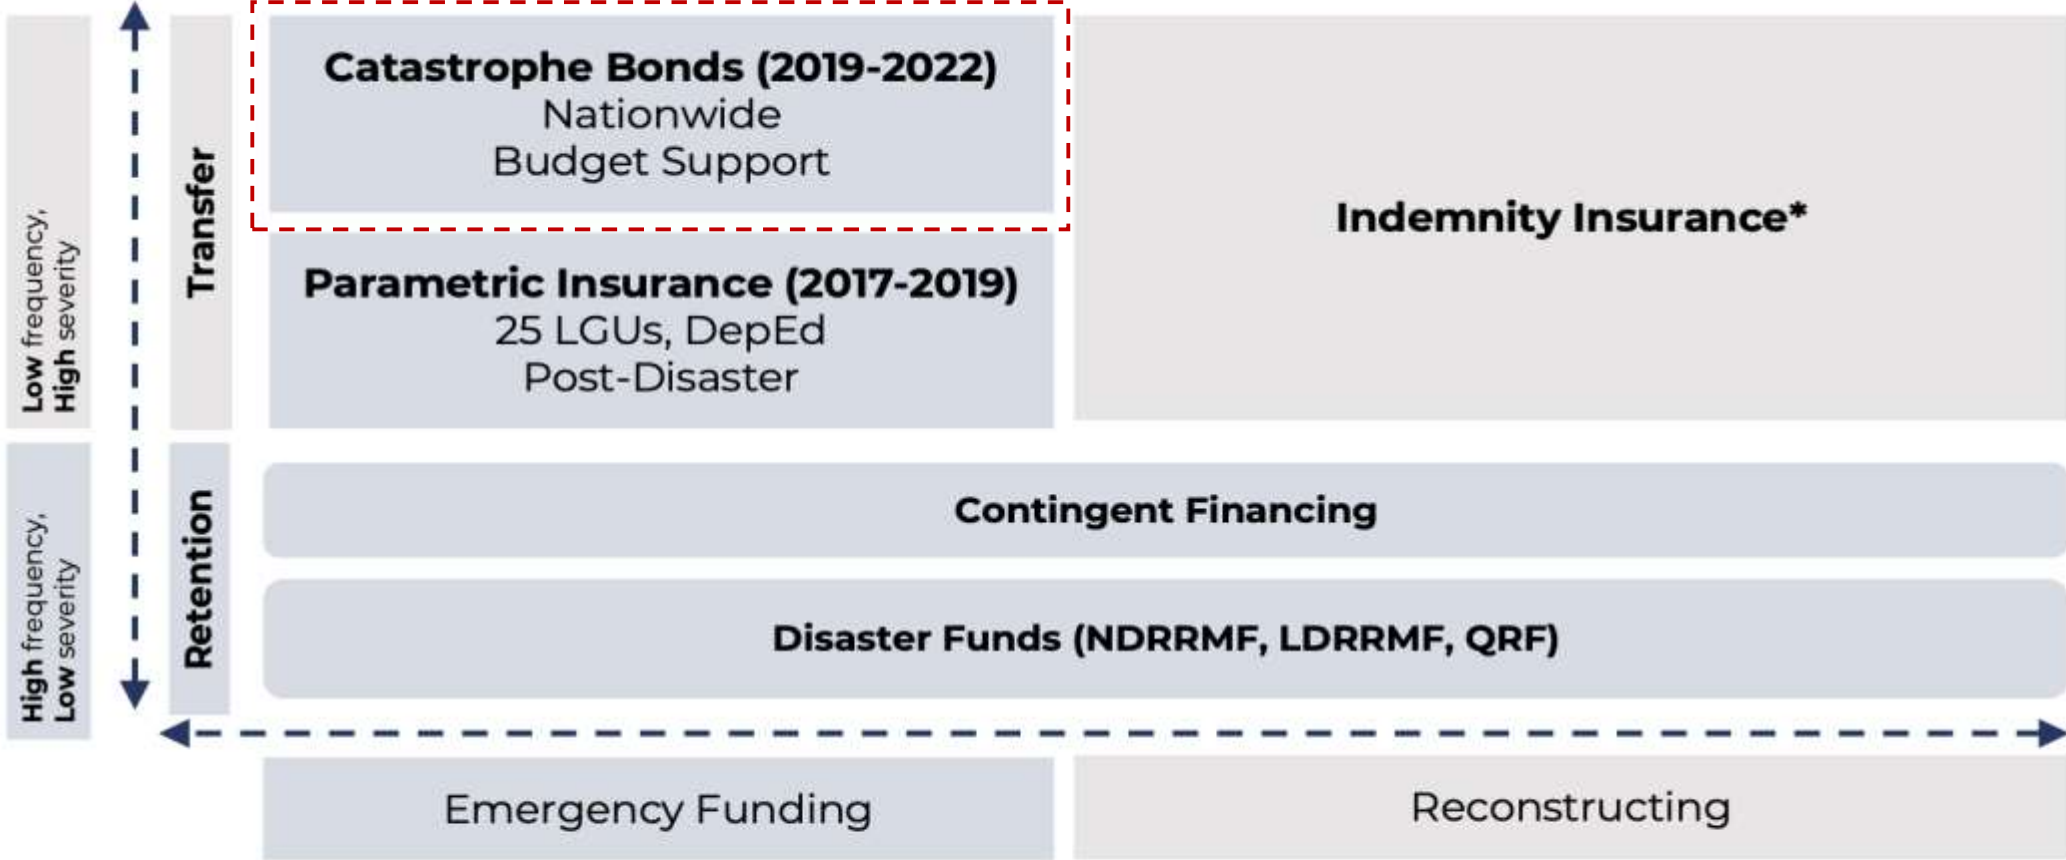 Catastrophe Bonds (2019-2022)
Nationwide
Budget Support
Indemnity Insurance*
Parametric Insurance (2017-2019)
25 LGUs, DepEd
Post-Disaster
Transfer
Low frequency,
High severity
Contingent Financing
Disaster Funds (NDRRMF, LDRRMF, QRF)
Retention
High frequency,
Low severity
Emergency Funding
Reconstructing